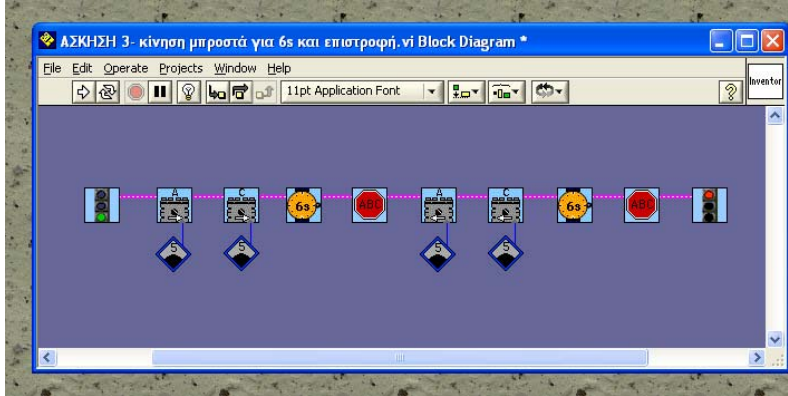 ΑΣΚΗΣΗ 3- κίνηση μπροστά για 6s και επιστροφή.vi Block Diagram *
File Edit Operate Projects Window Help
11pt Application Font
?
Inventor
A C 6s ABC A C 6s ABC
5 5 5 5